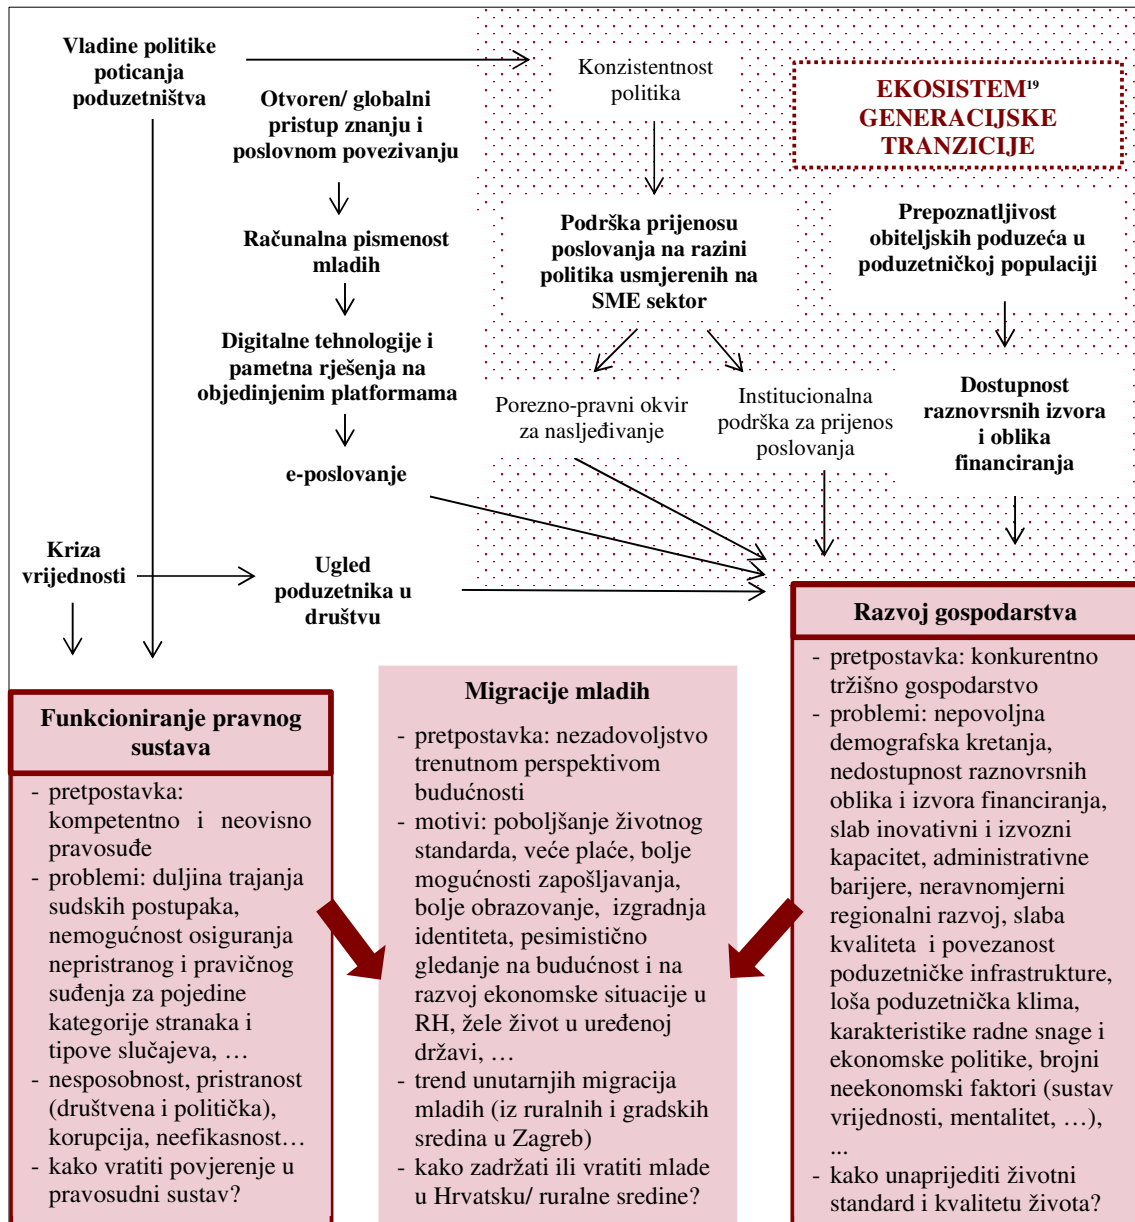 Vladine politike
poticanja
poduzetništva
Otvoren/ globalni
pristup znanju i
poslovnom povezivanju
Računalna pismenost
mladih
Digitalne tehnologije i
pametna rješenja na
objedinjenim platformama
e-poslovanje
Kriza
vrijednosti
Ugled
poduzetnika u
društvu
Konzistentnost
politika
Podrška prijenosu
poslovanja na razini
politika usmjerenih na
SME sektor
Porezno-pravni okvir
za nasljeđivanje
Institucionalna
podrška za prijenos
poslovanja
EKOSISTEM¹⁹
GENERACIJSKE
TRANZICIJE
Prepoznatljivost
obiteljskih poduzeća u
poduzetničkoj populaciji
Dostupnost
raznovrsnih izvora
i oblika
financiranja
Funkcioniranje pravnog
sustava
- pretpostavka:
kompetentno i neovisno
pravosuđe
- problemi: duljina trajanja
sudskih postupaka,
nemogućnost osiguranja
nepristranog i pravičnog
suđenja za pojedine
kategorije stranaka i
tipove slučajeva, …
- nesposobnost, pristranost
(društvena i politička),
korupcija, neefikasnost…
- kako vratiti povjerenje u
pravosudni sustav?
Migracije mladih
- pretpostavka: nezadovoljstvo
trenutnom perspektivom
budućnosti
- motivi: poboljšanje životnog
standarda, veće plaće, bolje
mogućnosti zapošljavanja,
bolje obrazovanje, izgradnja
identiteta, pesimistično
gledanje na budućnost i na
razvoj ekonomske situacije u
RH, žele život u uređenoj
državi, …
- trend unutarnjih migracija
mladih (iz ruralnih i gradskih
sredina u Zagreb)
- kako zadržati ili vratiti mlade
u Hrvatsku/ ruralne sredine?
Razvoj gospodarstva
- pretpostavka: konkurentno
tržišno gospodarstvo
- problemi: nepovoljna
demografska kretanja,
nedostupnost raznovrsnih
oblika i izvora financiranja,
slab inovativni i izvozni
kapacitet, administrativne
barijere, neravnomjerni
regionalni razvoj, slaba
kvaliteta i povezanost
poduzetničke infrastrukture,
loša poduzetnička klima,
karakteristike radne snage i
ekonomske politike, brojni
neekonomski faktori (sustav
vrijednosti, mentalitet, …),
...
- kako unaprijediti životni
standard i kvalitetu života?